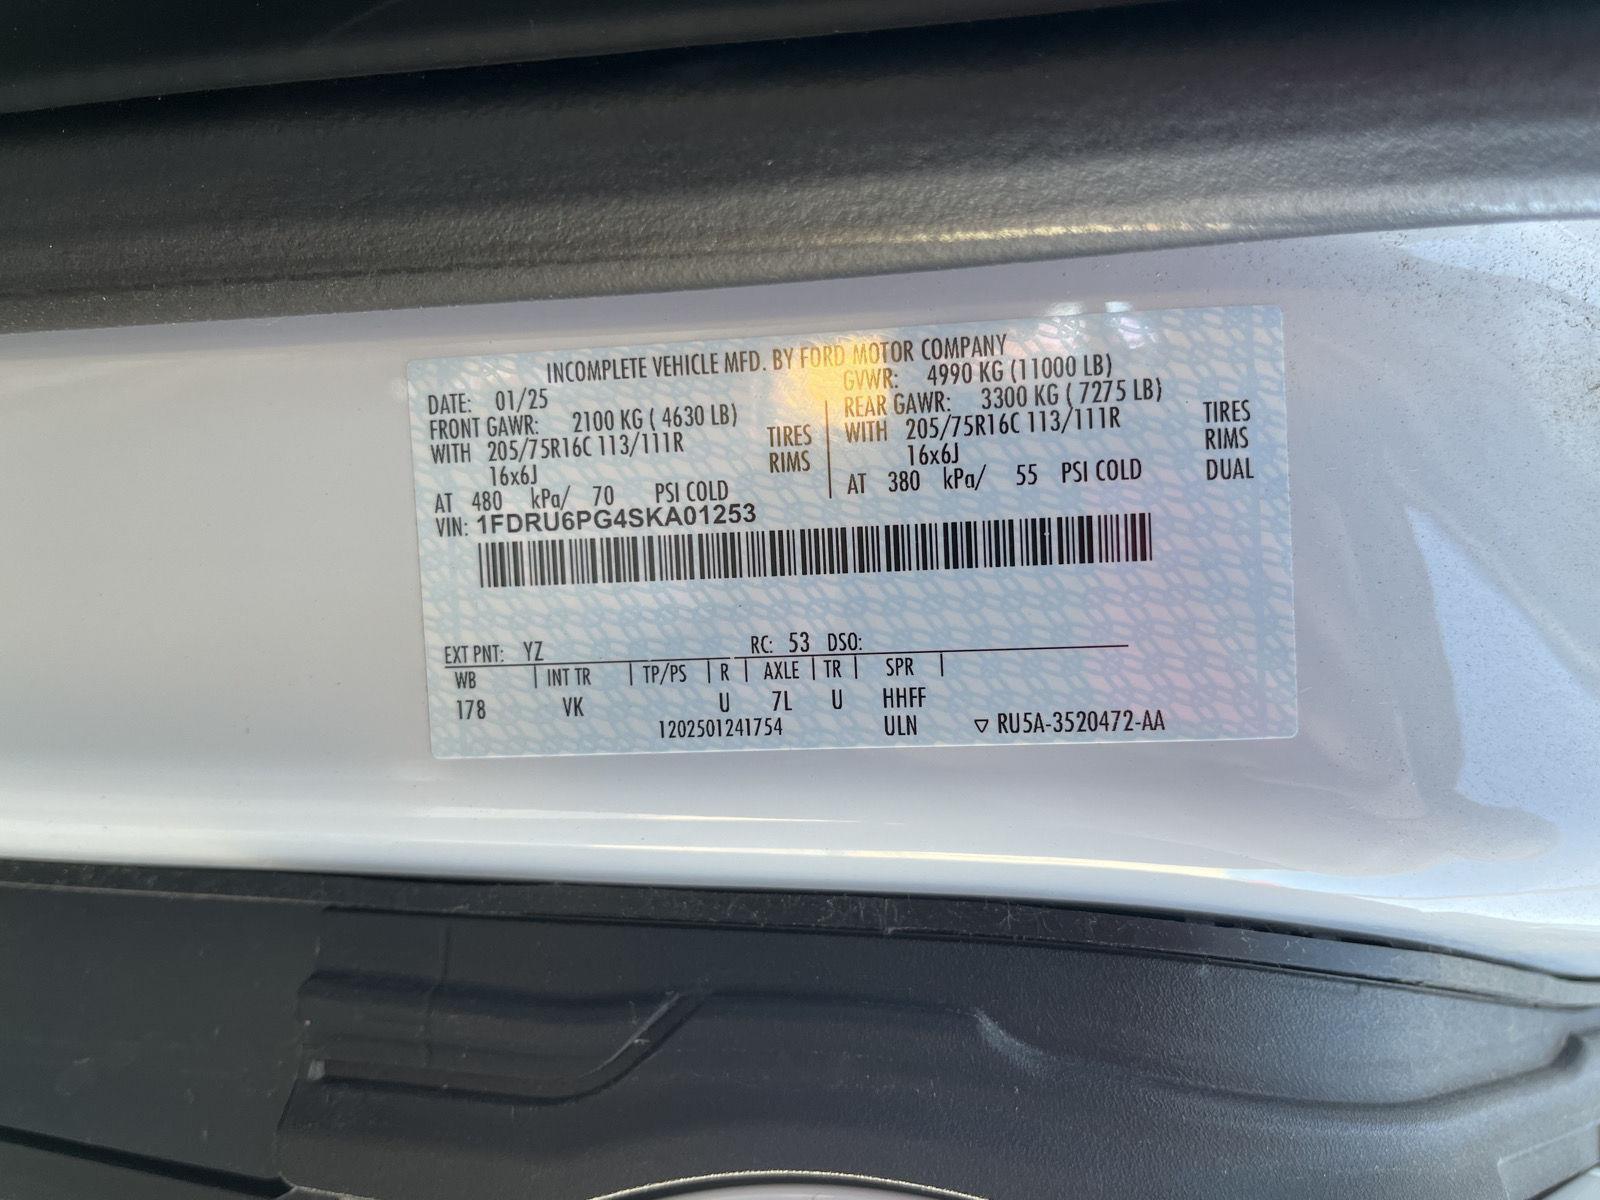 INCOMPLETE VEHICLE MFD. BY FORD MOTOR COMPANY
DATE: 01/25 GVWR: 4990 KG (11000 LB)
FRONT GAWR: 2100 KG ( 4630 LB) REAR GAWR: 3300 KG ( 7275 LB)
WITH 205/75R16C 113/111R TIRES WITH 205/75R16C 113/111R TIRES
16x6J RIMS 16x6J RIMS
AT 480 kPa/ 70 PSI COLD AT 380 kPa/ 55 PSI COLD DUAL
VIN: 1FDRU6PG4SKA01253
EXT PNT: YZ RC: 53 DSO:
WB | INT TR | TP/PS | R | AXLE | TR | SPR |
178 VK U 7L U HHFF
1202501241754 ULN ▽ RU5A-3520472-AA